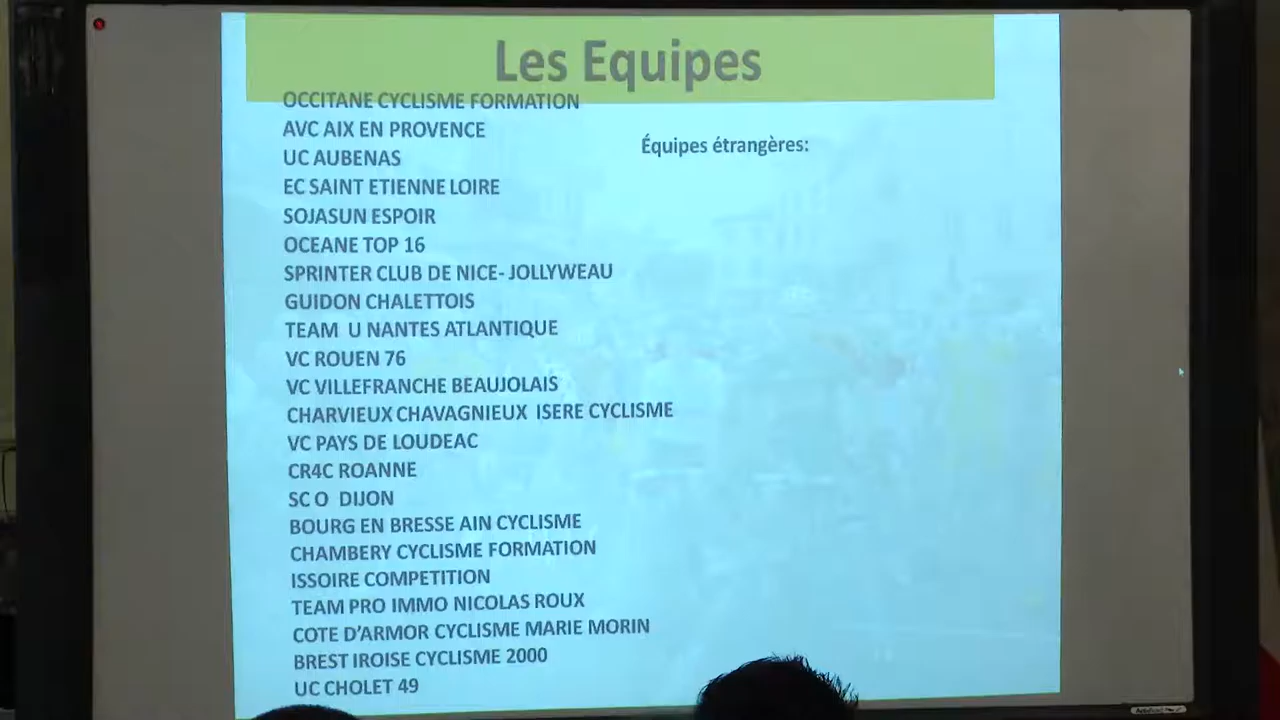 Les Equipes
OCCITANE CYCLISME FORMATION
AVC AIX EN PROVENCE
UC AUBENAS
EC SAINT ETIENNE LOIRE
SOJASUN ESPOIR
OCEANE TOP 16
SPRINTER CLUB DE NICE- JOLLYWEAU
GUIDON CHALETTOIS
TEAM U NANTES ATLANTIQUE
VC ROUEN 76
VC VILLEFRANCHE BEAUJOLAIS
CHARVIEUX CHAVAGNIEUX ISERE CYCLISME
VC PAYS DE LOUDEAC
CR4C ROANNE
SC O DIJON
BOURG EN BRESSE AIN CYCLISME
CHAMBERY CYCLISME FORMATION
ISSOIRE COMPETITION
TEAM PRO IMMO NICOLAS ROUX
COTE D'ARMOR CYCLISME MARIE MORIN
BREST IROISE CYCLISME 2000
UC CHOLET 49
Équipes étrangères: